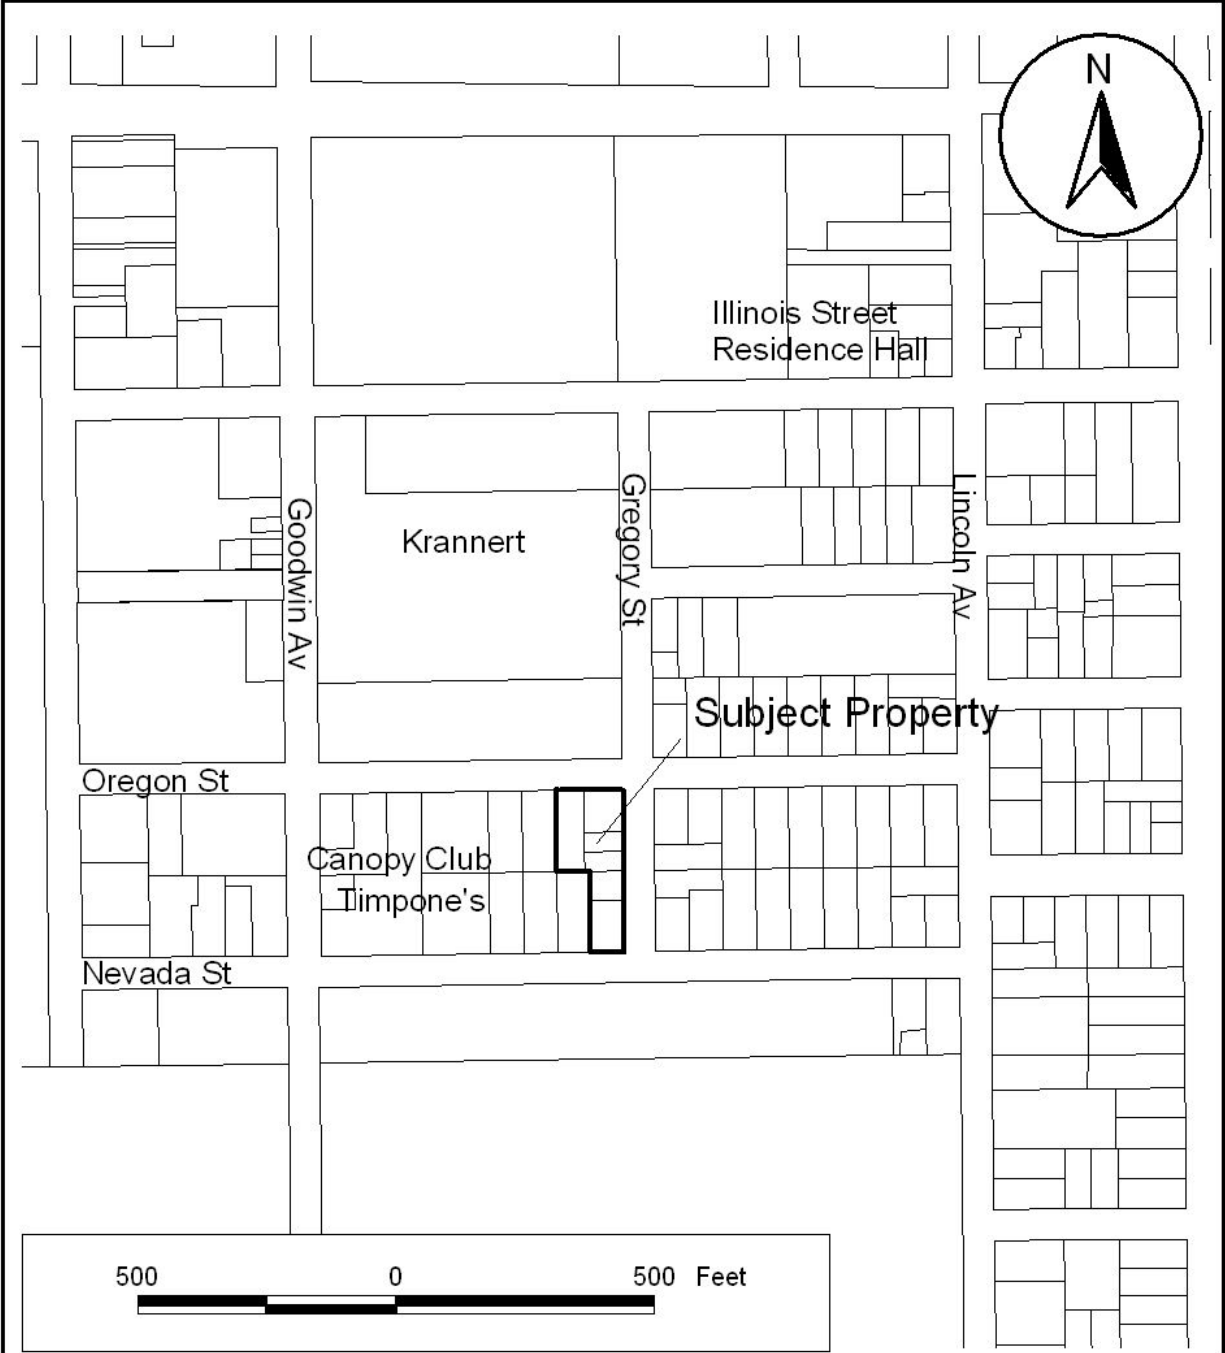 N
Illinois Street
Residence Hall
Goodwin Av
Krannert
Gregory St
Lincoln Av
Subject Property
Oregon St
Canopy Club
Timpone's
Nevada St
500 0 500 Feet